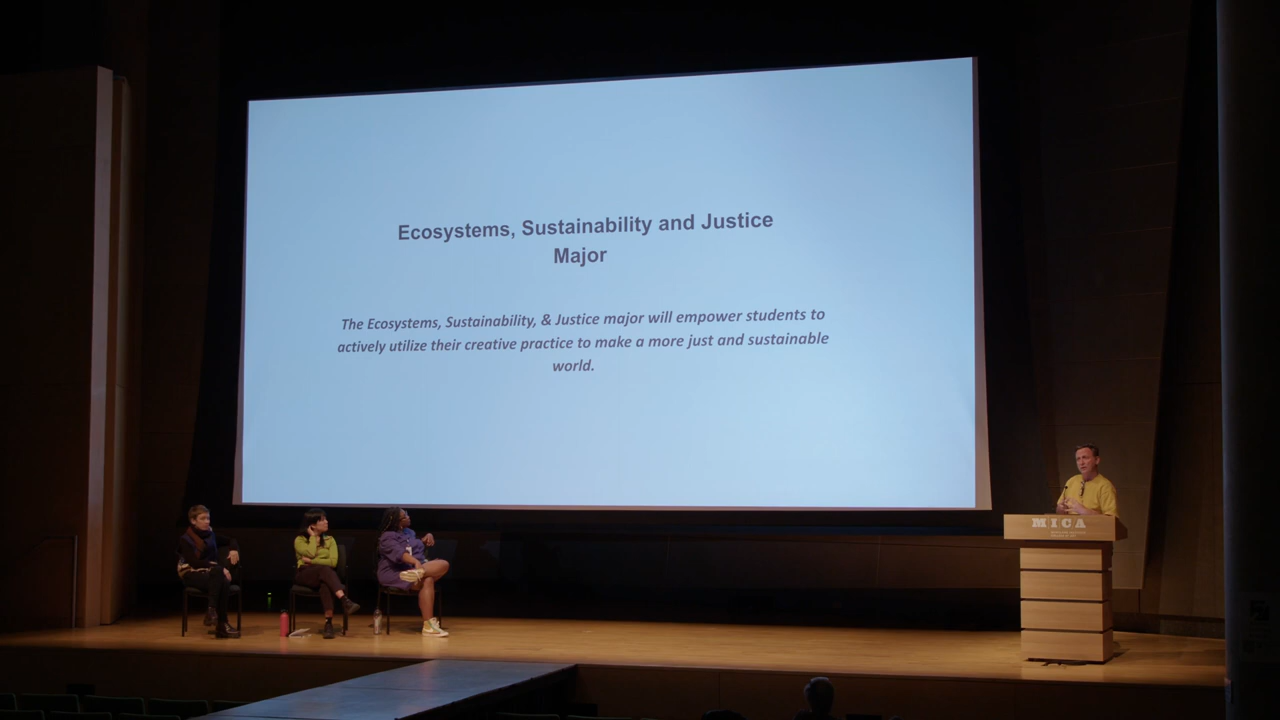 Ecosystems, Sustainability and Justice
Major
The Ecosystems, Sustainability, & Justice major will empower students to
actively utilize their creative practice to make a more just and sustainable
world.
MICA